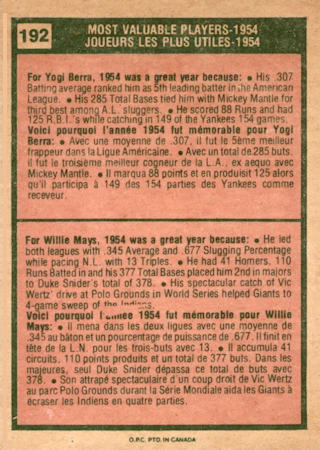 192
MOST VALUABLE PLAYERS-1954
JOUEURS LES PLUS UTILES-1954
For Yogi Berra, 1954 was a great year because: • His .307
Batting average ranked him as 5th leading batter in the American
League. • His 285 Total Bases tied him with Mickey Mantle for
third best among A.L. sluggers. • He scored 88 Runs and had
125 R.B.I.'s while catching in 149 of the Yankees 154 games.
Voici pourquoi l'année 1954 fut mémorable pour Yogi
Berra: • Avec une moyenne de .307, il fut le 5ème meilleur
frappeur dans la Ligue Américaine. • Avec un total de 285 buts,
il fut le troisième meilleur cogneur de la L.A., ex aequo avec
Mickey Mantle. • Il marqua 88 points et en produisit 125 alors
qu'il participa à 149 des 154 parties des Yankees comme
receveur.
For Willie Mays, 1954 was a great year because: • He led
both leagues with .345 Average and .677 Slugging Percentage
while pacing N.L. with 13 Triples. • He had 41 Homers, 110
Runs Batted in and his 377 Total Bases placed him 2nd in majors
to Duke Snider's total of 378. • His spectacular catch of Vic
Wertz' drive at Polo Grounds in World Series helped Giants to
4-game sweep of the Indians.
Voici pourquoi l'année 1954 fut mémorable pour Willie
Mays: • il mena dans les deux ligues avec une moyenne de
.345 au bâton et un pourcentage de puissance de .677. Il finit en
tête de la L.N. pour les trois-buts avec 13. • Il accumula 41
circuits, 110 points produits et un total de 377 buts. Dans les
majeures, seul Duke Snider dépassa ce total de buts avec
378. • Son attrapé spectaculaire d'un coup droit de Vic Wertz
au parc Polo Grounds durant la Série Mondiale aida les Giants à
écraser les Indiens en quatre parties.
O.P.C. PTD. IN CANADA